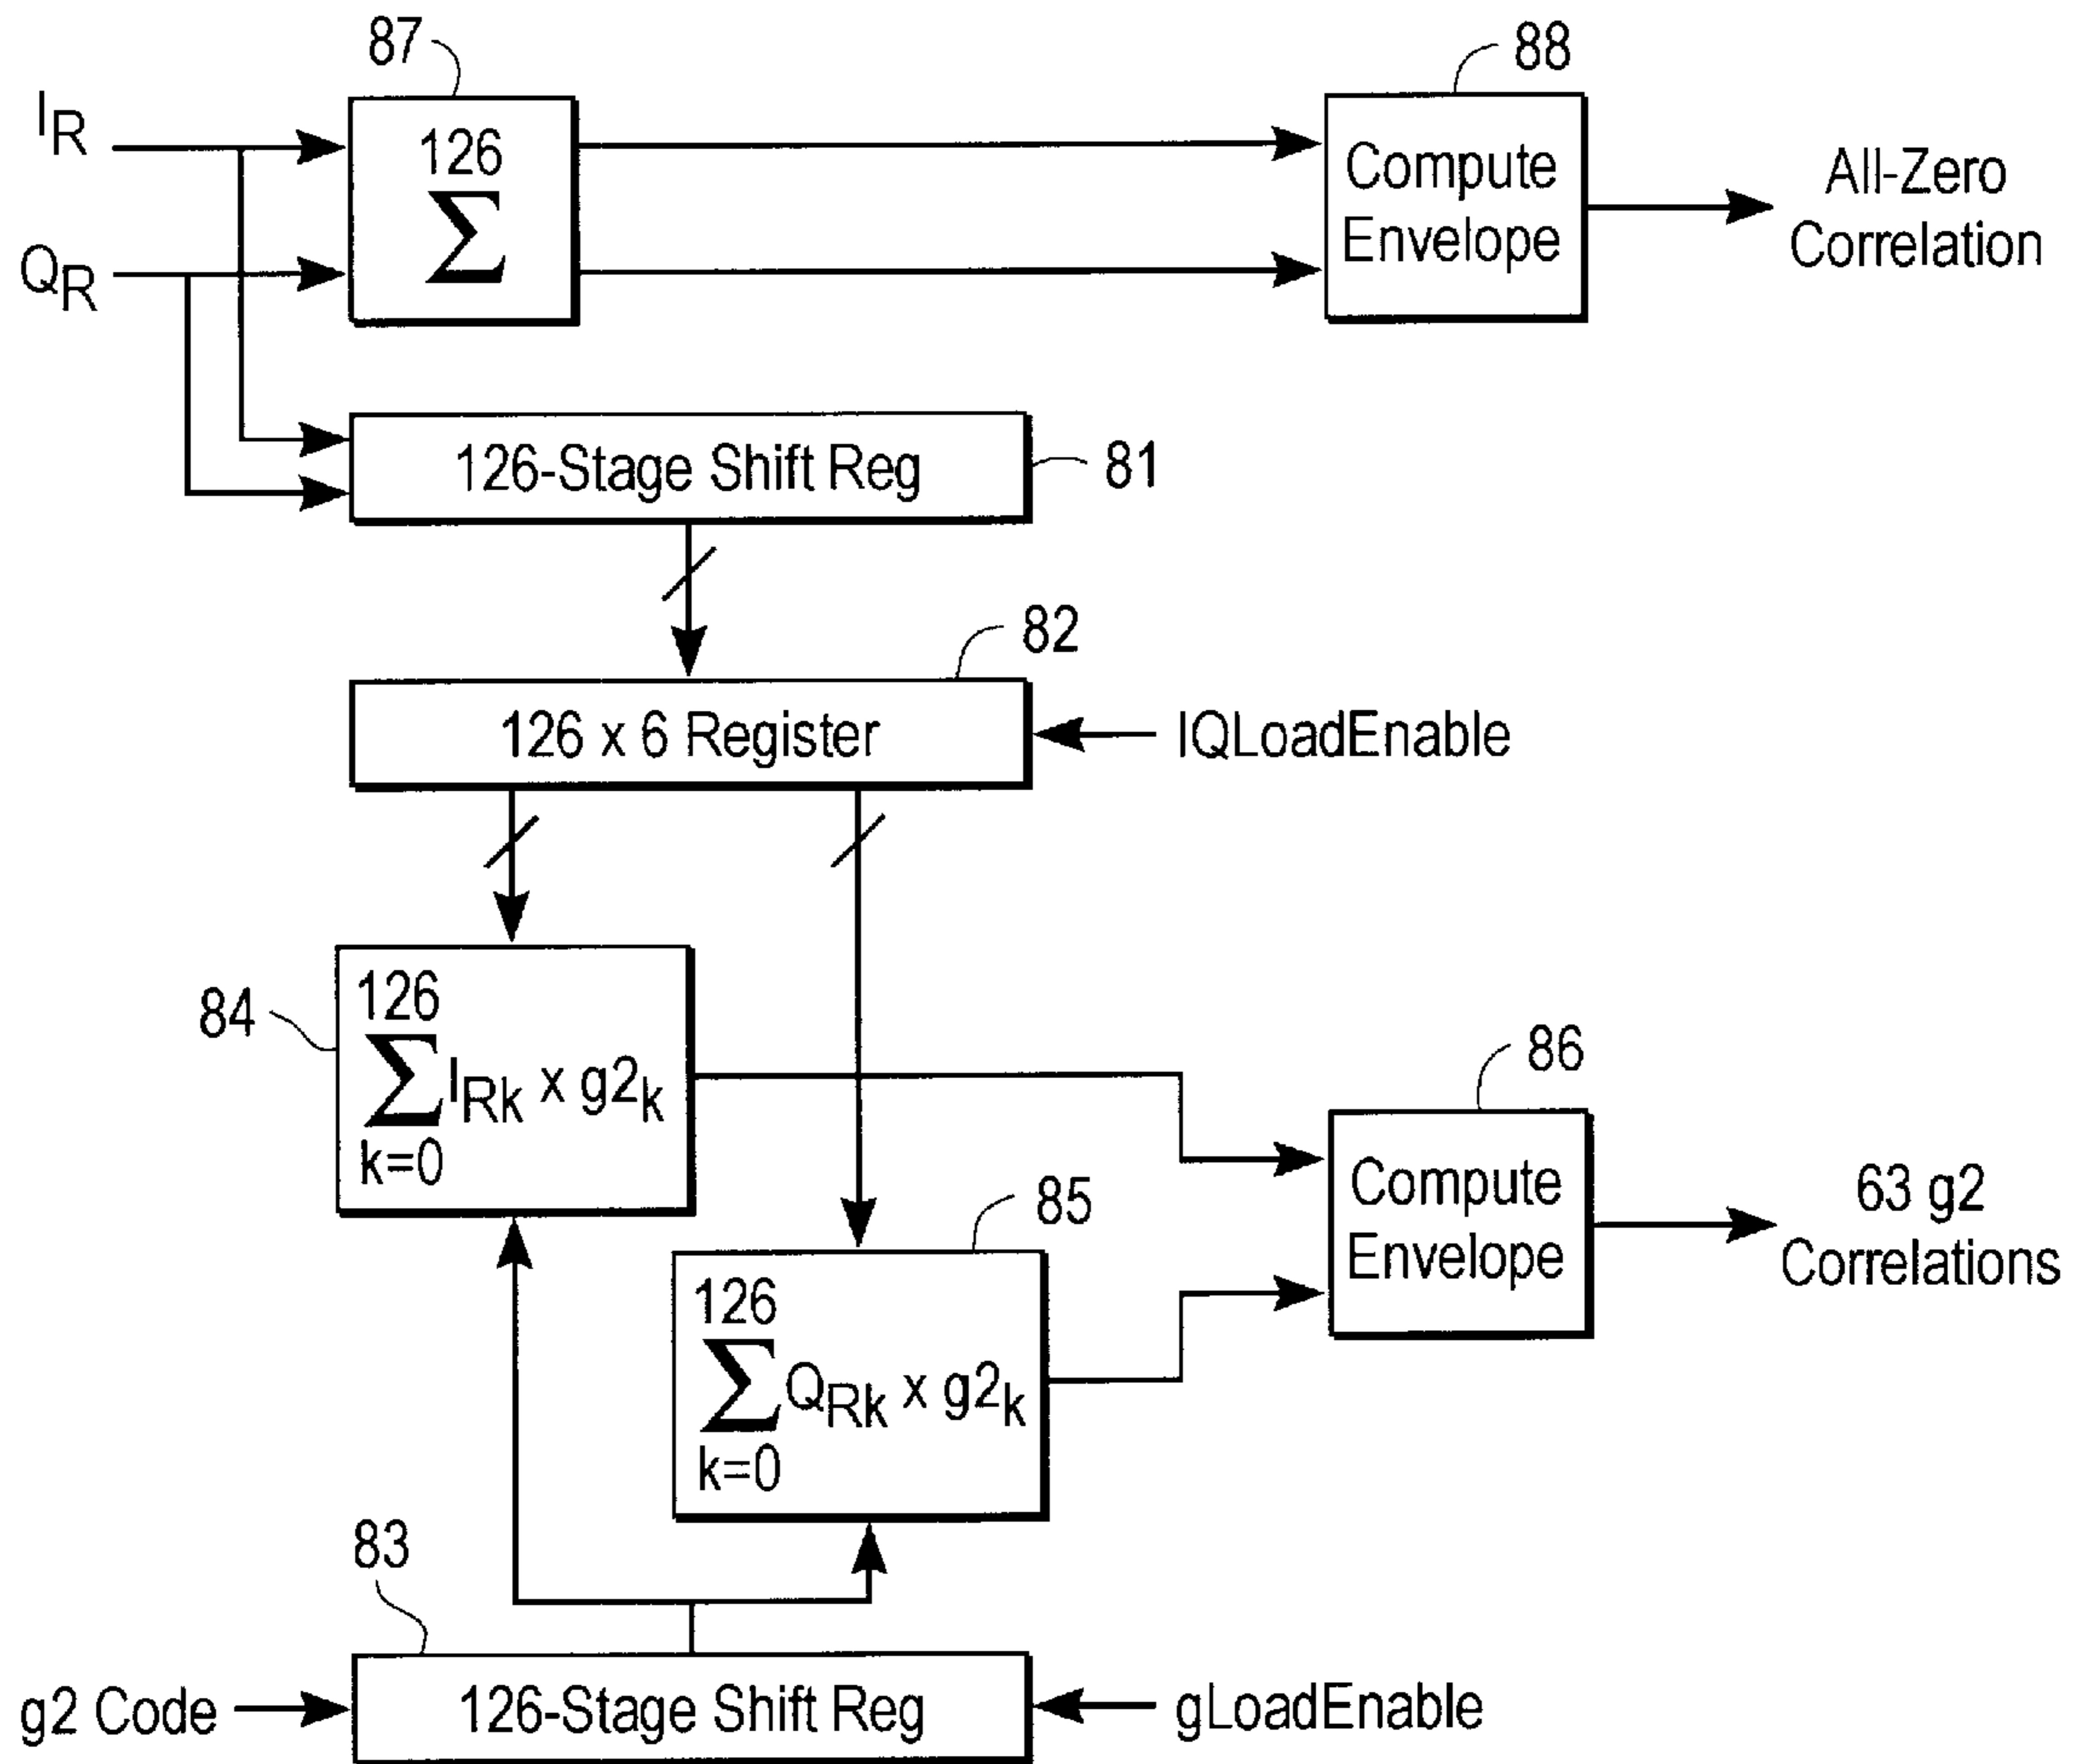 87
88
I_R
126
Σ
Compute
Envelope
All-Zero
Correlation
Q_R
126-Stage Shift Reg
81
82
126 x 6 Register
IQLoadEnable
84
126
Σ I_Rk x g2_k
k=0
86
Compute
Envelope
63 g2
Correlations
85
126
Σ Q_Rk x g2_k
k=0
83
g2 Code
126-Stage Shift Reg
gLoadEnable